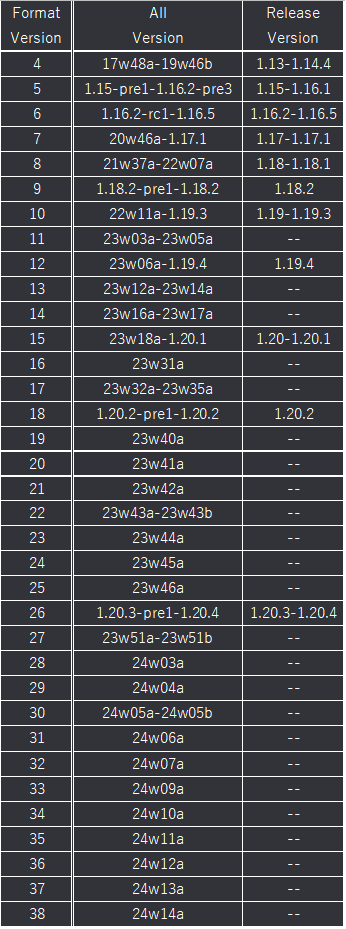 Format All Release
Version Version Version
4 17w48a-19w46b 1.13-1.14.4
5 1.15-pre1-1.16.2-pre3 1.15-1.16.1
6 1.16.2-rc1-1.16.5 1.16.2-1.16.5
7 20w46a-1.17.1 1.17-1.17.1
8 21w37a-22w07a 1.18-1.18.1
9 1.18.2-pre1-1.18.2 1.18.2
10 22w11a-1.19.3 1.19-1.19.3
11 23w03a-23w05a --
12 23w06a-1.19.4 1.19.4
13 23w12a-23w14a --
14 23w16a-23w17a --
15 23w18a-1.20.1 1.20-1.20.1
16 23w31a --
17 23w32a-23w35a --
18 1.20.2-pre1-1.20.2 1.20.2
19 23w40a --
20 23w41a --
21 23w42a --
22 23w43a-23w43b --
23 23w44a --
24 23w45a --
25 23w46a --
26 1.20.3-pre1-1.20.4 1.20.3-1.20.4
27 23w51a-23w51b --
28 24w03a --
29 24w04a --
30 24w05a-24w05b --
31 24w06a --
32 24w07a --
33 24w09a --
34 24w10a --
35 24w11a --
36 24w12a --
37 24w13a --
38 24w14a --